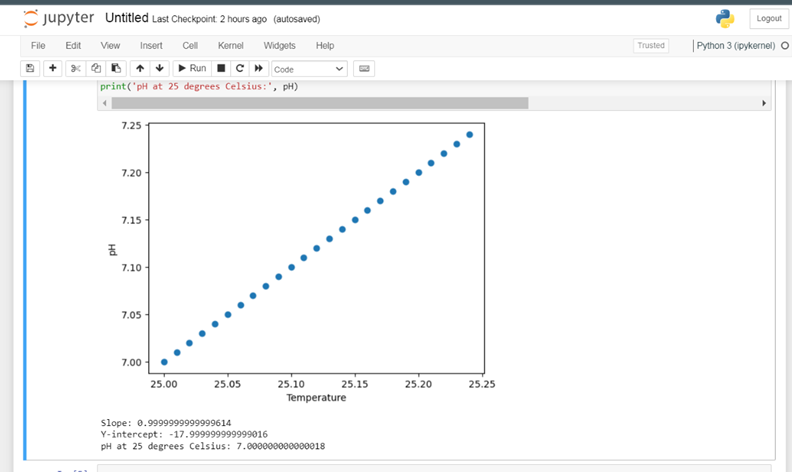 jupyter Untitled Last Checkpoint: 2 hours ago (autosaved) Logout
File Edit View Insert Cell Kernel Widgets Help Trusted Python 3 (ipykernel)
Run Code
print('pH at 25 degrees Celsius:', pH)
7.25
7.20
7.15
7.10
7.05
7.00
pH
25.00 25.05 25.10 25.15 25.20 25.25
Temperature
Slope: 0.9999999999999614
Y-intercept: -17.999999999999016
pH at 25 degrees Celsius: 7.000000000000018